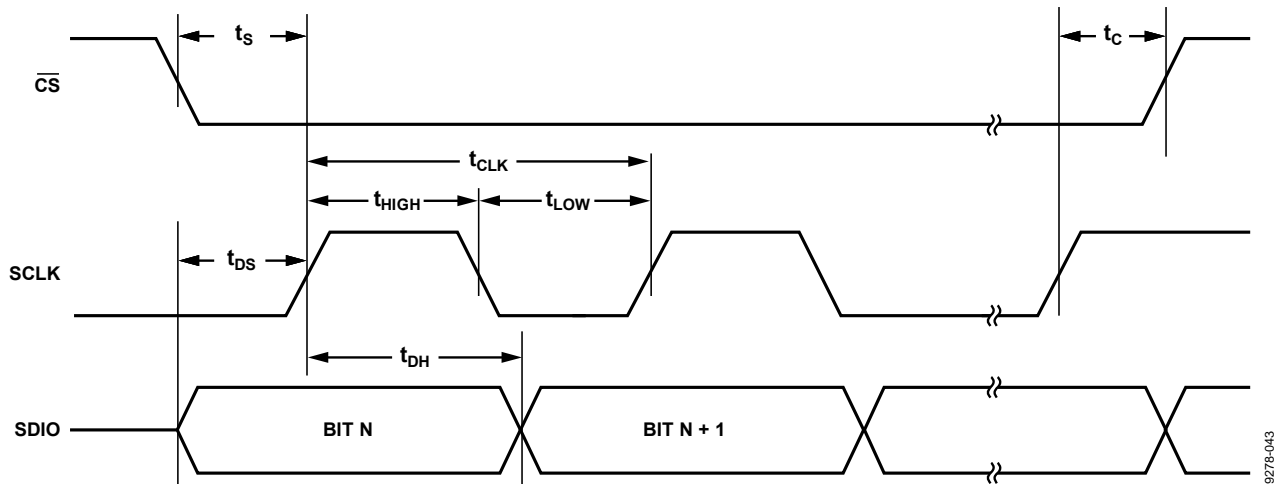 tS
tC
CS
tCLK
tHIGH
tLOW
tDS
SCLK
tDH
SDIO
BIT N
BIT N + 1
9278-043